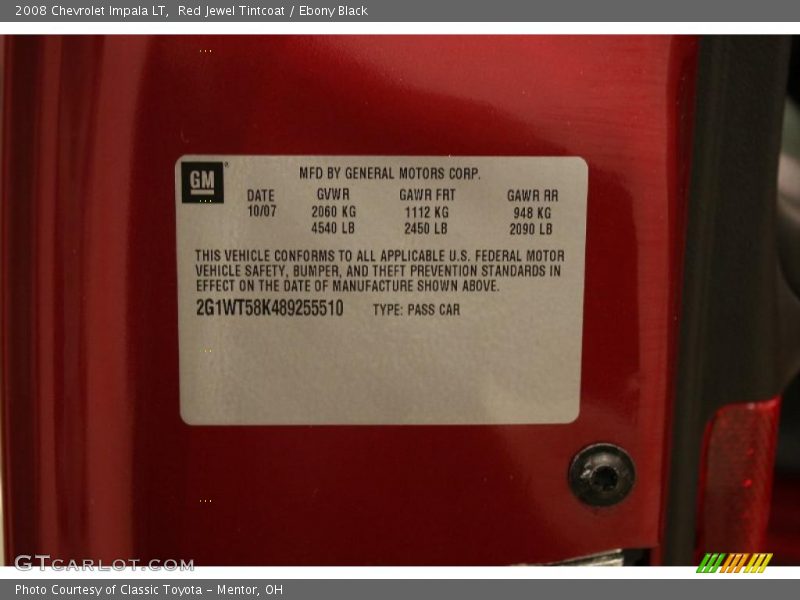 2008 Chevrolet Impala LT,  Red Jewel Tintcoat / Ebony Black
GM®
MFD BY GENERAL MOTORS CORP.
DATE GVWR GAWR FRT GAWR RR
10/07 2060 KG 1112 KG 948 KG
4540 LB 2450 LB 2090 LB
THIS VEHICLE CONFORMS TO ALL APPLICABLE U.S. FEDERAL MOTOR
VEHICLE SAFETY, BUMPER, AND THEFT PREVENTION STANDARDS IN
EFFECT ON THE DATE OF MANUFACTURE SHOWN ABOVE.
2G1WT58K489255510 TYPE: PASS CAR
GTCARLOT.COM
Photo Courtesy of Classic Toyota - Mentor, OH